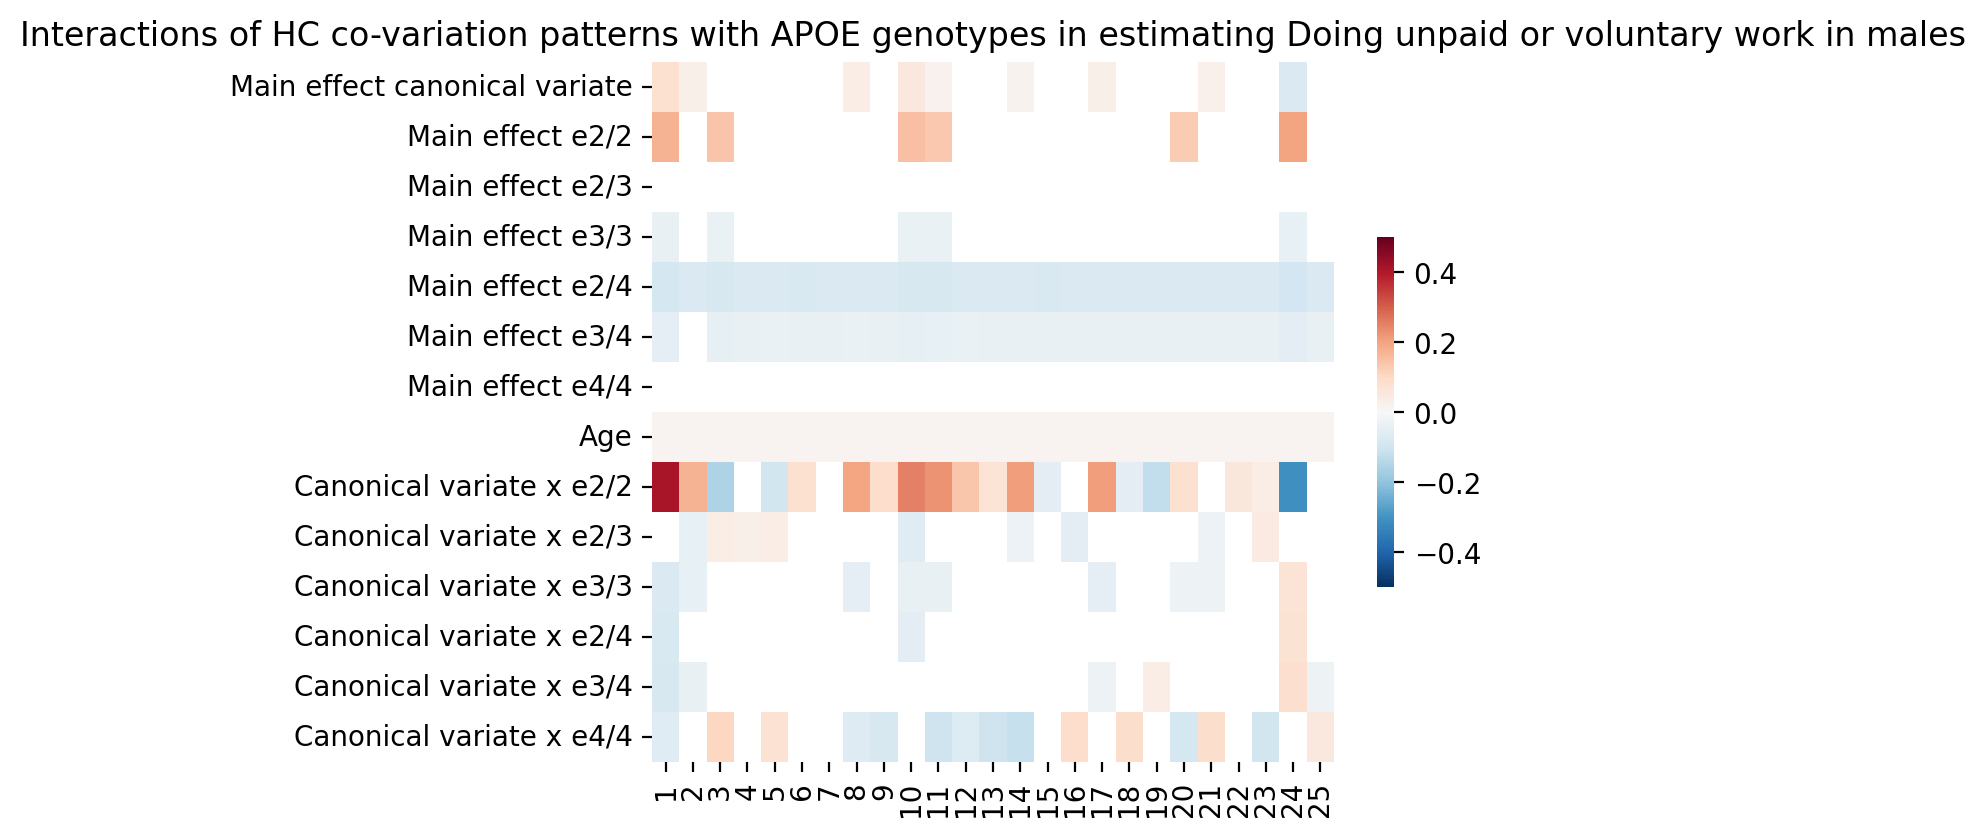 Interactions of HC co-variation patterns with APOE genotypes in estimating Doing unpaid or voluntary work in males
Main effect canonical variate
Main effect e2/2
Main effect e2/3
Main effect e3/3
Main effect e2/4
Main effect e3/4
Main effect e4/4
Age
Canonical variate x e2/2
Canonical variate x e2/3
Canonical variate x e3/3
Canonical variate x e2/4
Canonical variate x e3/4
Canonical variate x e4/4
1 2 3 4 5 6 7 8 9 10 11 12 13 14 15 16 17 18 19 20 21 22 23 24 25
0.4
0.2
0.0
−0.2
−0.4